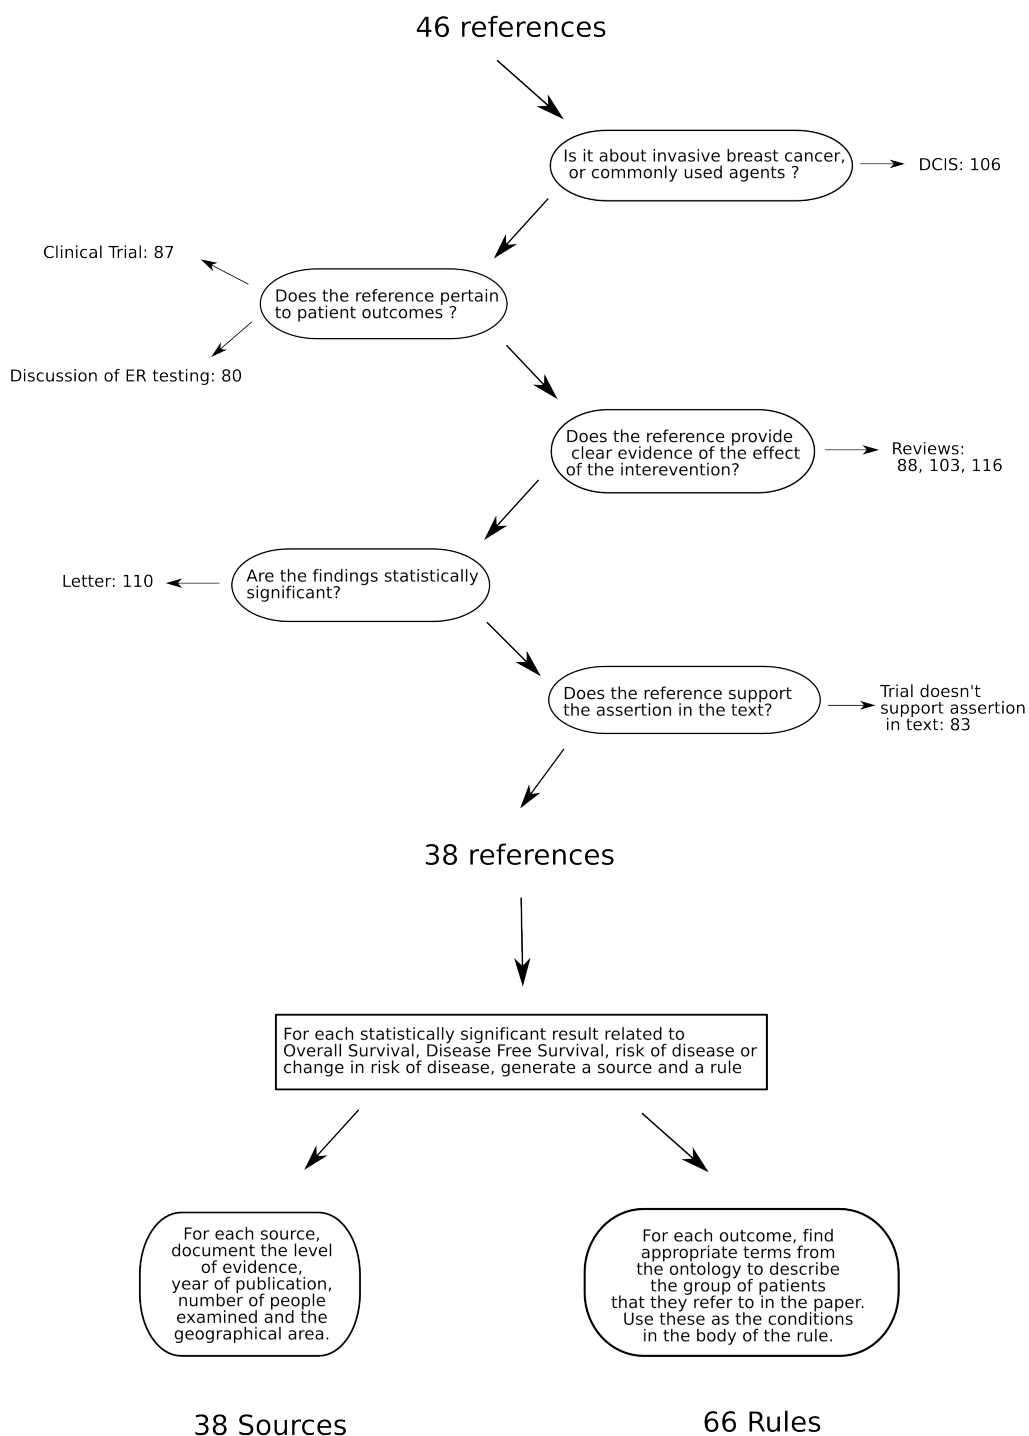 46 references
Is it about invasive breast cancer,
or commonly used agents ?
DCIS: 106
Clinical Trial: 87
Does the reference pertain
to patient outcomes ?
Discussion of ER testing: 80
Does the reference provide
clear evidence of the effect
of the interevention?
Reviews:
88, 103, 116
Are the findings statistically
significant?
Letter: 110
Does the reference support
the assertion in the text?
Trial doesn't
support assertion
in text: 83
38 references
For each statistically significant result related to
Overall Survival, Disease Free Survival, risk of disease or
change in risk of disease, generate a source and a rule
For each source,
document the level
of evidence,
year of publication,
number of people
examined and the
geographical area.
For each outcome, find
appropriate terms from
the ontology to describe
the group of patients
that they refer to in the paper.
Use these as the conditions
in the body of the rule.
38 Sources
66 Rules